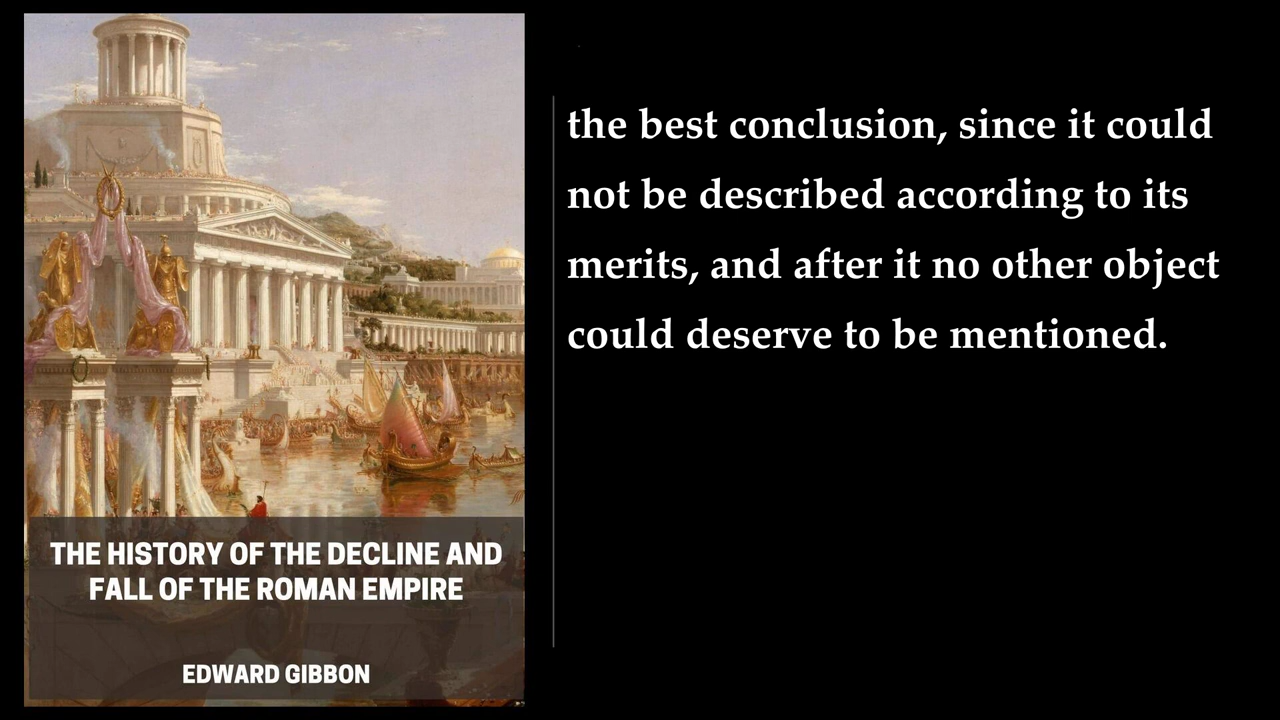 the best conclusion, since it could
not be described according to its
merits, and after it no other object
could deserve to be mentioned.
THE HISTORY OF THE DECLINE AND
FALL OF THE ROMAN EMPIRE
EDWARD GIBBON